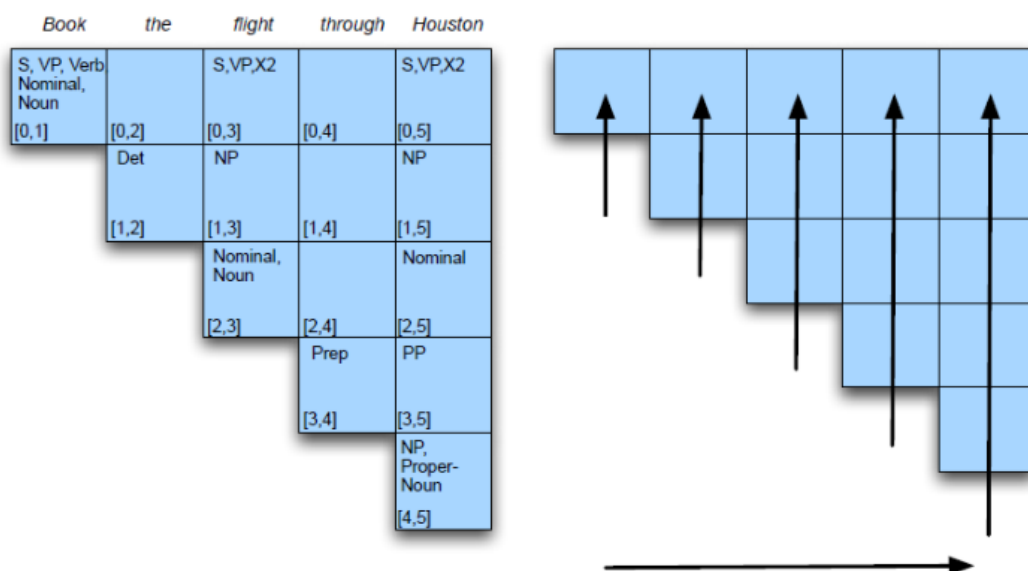 Book the flight through Houston
S, VP, Verb, S,VP,X2 S,VP,X2
Nominal,
Noun
[0,1] [0,2] [0,3] [0,4] [0,5]
Det NP NP
[1,2] [1,3] [1,4] [1,5]
Nominal, Nominal
Noun
[2,3] [2,4] [2,5]
Prep PP
[3,4] [3,5]
NP,
Proper-
Noun
[4,5]